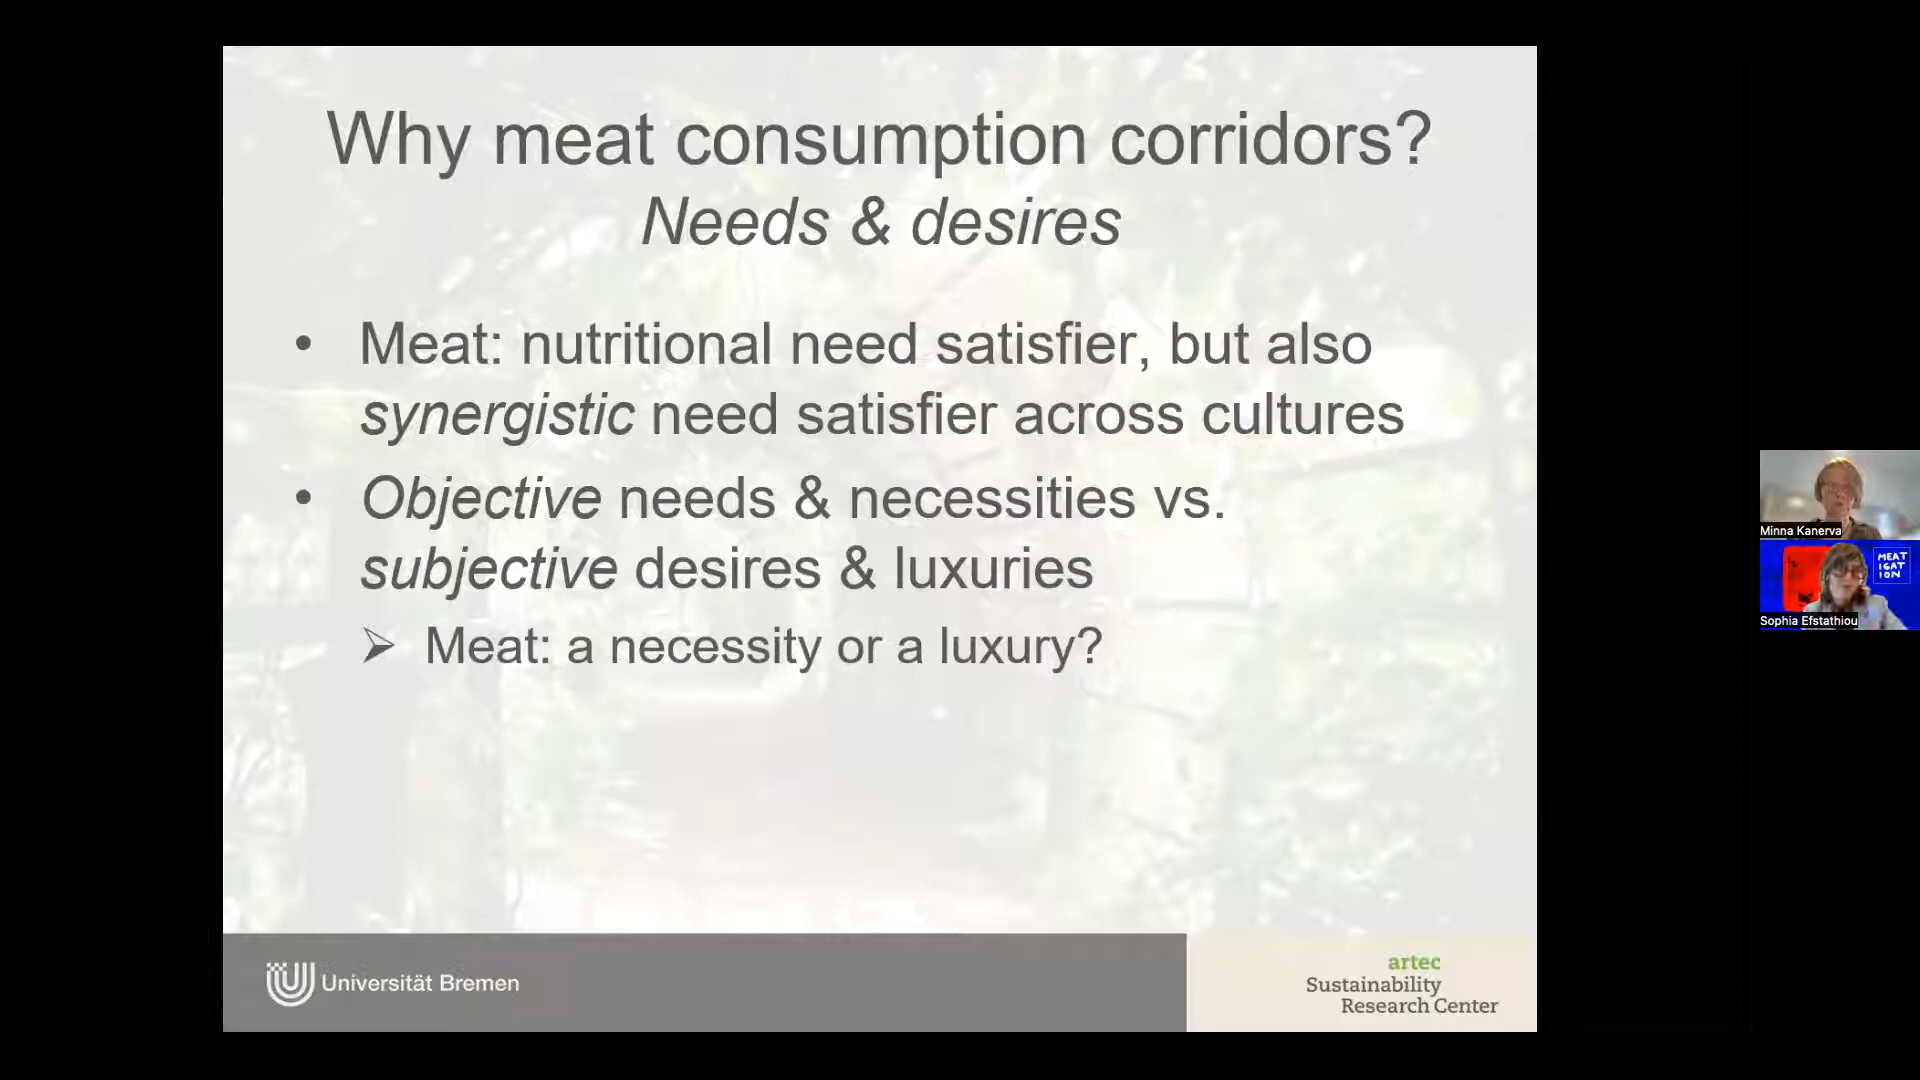 Why meat consumption corridors?
Needs & desires
• Meat: nutritional need satisfier, but also
synergistic need satisfier across cultures
• Objective needs & necessities vs.
subjective desires & luxuries
➢ Meat: a necessity or a luxury?
Universität Bremen
artec
Sustainability
Research Center
Minna Kanerva
MEAT
IGAT
ION
Sophia Efstathiou